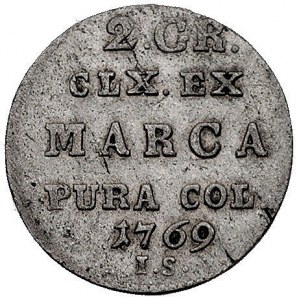 2.GR.
CLX.EX
MARCA
PURA COL
1769
I.S.